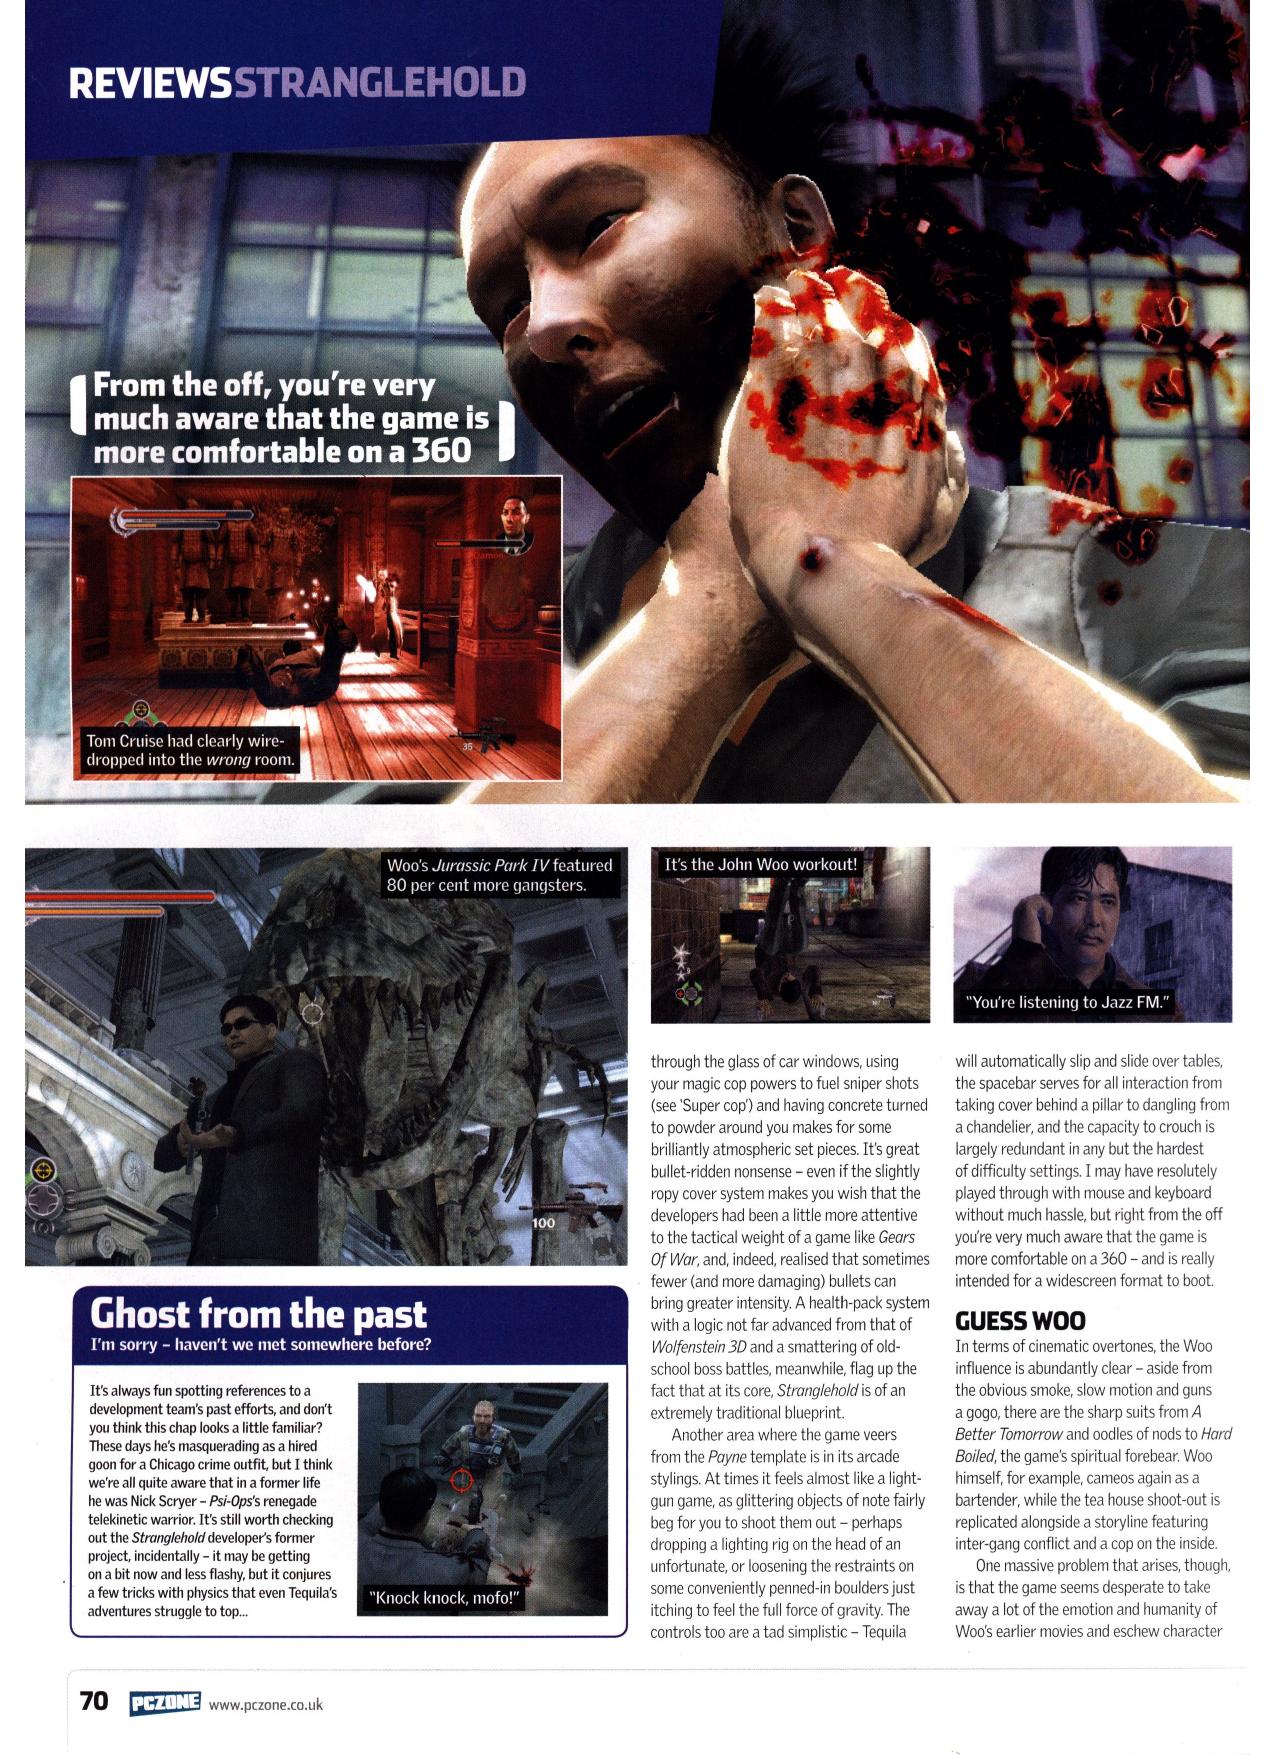 REVIEWS STRANGLEHOLD
From the off, you're very
much aware that the game is
more comfortable on a 360
Damon
35
Tom Cruise had clearly wire-
dropped into the wrong room.
Woo's Jurassic Park IV featured
80 per cent more gangsters.
100
It's the John Woo workout!
"You're listening to Jazz FM."
Ghost from the past
I'm sorry – haven't we met somewhere before?
It's always fun spotting references to a
development team's past efforts, and don't
you think this chap looks a little familiar?
These days he's masquerading as a hired
goon for a Chicago crime outfit, but I think
we're all quite aware that in a former life
he was Nick Scryer – Psi-Ops's renegade
telekinetic warrior. It's still worth checking
out the Stranglehold developer's former
project, incidentally – it may be getting
on a bit now and less flashy, but it conjures
a few tricks with physics that even Tequila's
adventures struggle to top...
"Knock knock, mofo!"
through the glass of car windows, using
your magic cop powers to fuel sniper shots
(see 'Super cop') and having concrete turned
to powder around you makes for some
brilliantly atmospheric set pieces. It's great
bullet-ridden nonsense – even if the slightly
ropy cover system makes you wish that the
developers had been a little more attentive
to the tactical weight of a game like Gears
Of War, and, indeed, realised that sometimes
fewer (and more damaging) bullets can
bring greater intensity. A health-pack system
with a logic not far advanced from that of
Wolfenstein 3D and a smattering of old-
school boss battles, meanwhile, flag up the
fact that at its core, Stranglehold is of an
extremely traditional blueprint.
Another area where the game veers
from the Payne template is in its arcade
stylings. At times it feels almost like a light-
gun game, as glittering objects of note fairly
beg for you to shoot them out – perhaps
dropping a lighting rig on the head of an
unfortunate, or loosening the restraints on
some conveniently penned-in boulders just
itching to feel the full force of gravity. The
controls too are a tad simplistic – Tequila
will automatically slip and slide over tables,
the spacebar serves for all interaction from
taking cover behind a pillar to dangling from
a chandelier, and the capacity to crouch is
largely redundant in any but the hardest
of difficulty settings. I may have resolutely
played through with mouse and keyboard
without much hassle, but right from the off
you're very much aware that the game is
more comfortable on a 360 – and is really
intended for a widescreen format to boot.
GUESS WOO
In terms of cinematic overtones, the Woo
influence is abundantly clear – aside from
the obvious smoke, slow motion and guns
a gogo, there are the sharp suits from A
Better Tomorrow and oodles of nods to Hard
Boiled, the game's spiritual forebear. Woo
himself, for example, cameos again as a
bartender, while the tea house shoot-out is
replicated alongside a storyline featuring
inter-gang conflict and a cop on the inside.
One massive problem that arises, though,
is that the game seems desperate to take
away a lot of the emotion and humanity of
Woo's earlier movies and eschew character
70 PCZONE www.pczone.co.uk